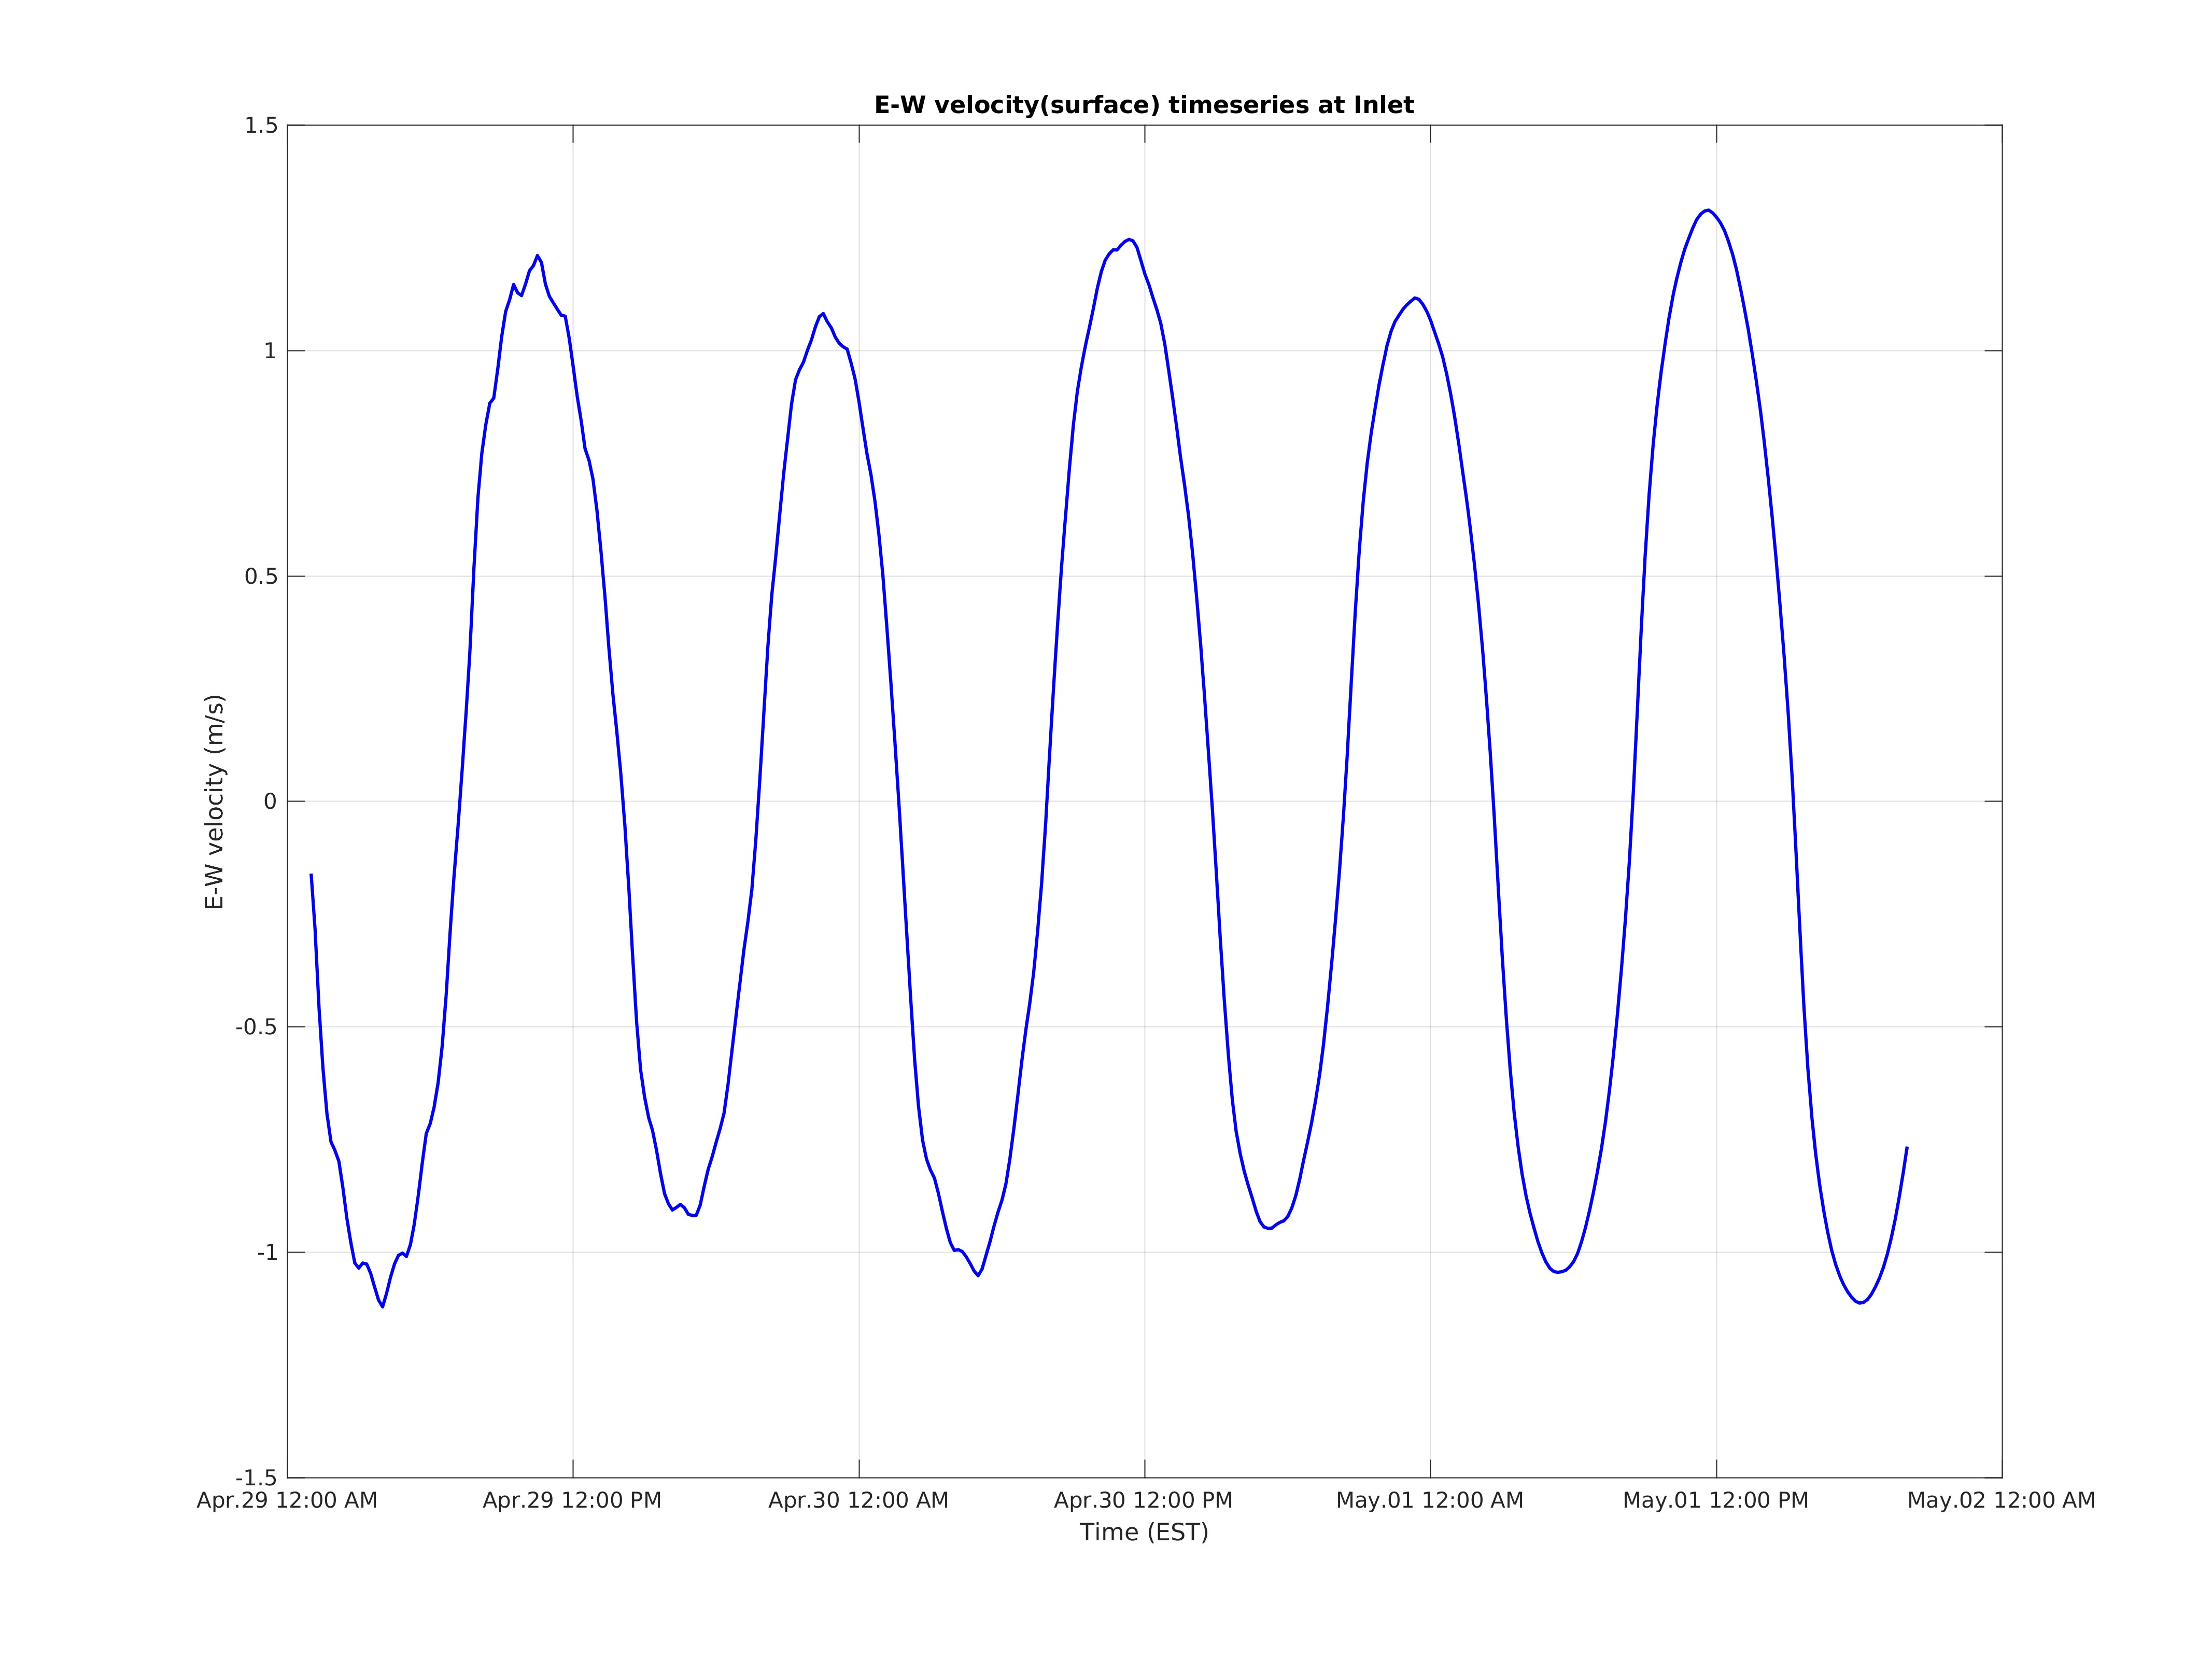 E-W velocity(surface) timeseries at Inlet
1.5
1
0.5
0
-0.5
-1
-1.5
E-W velocity (m/s)
Apr.29 12:00 AM
Apr.29 12:00 PM
Apr.30 12:00 AM
Apr.30 12:00 PM
May.01 12:00 AM
May.01 12:00 PM
May.02 12:00 AM
Time (EST)